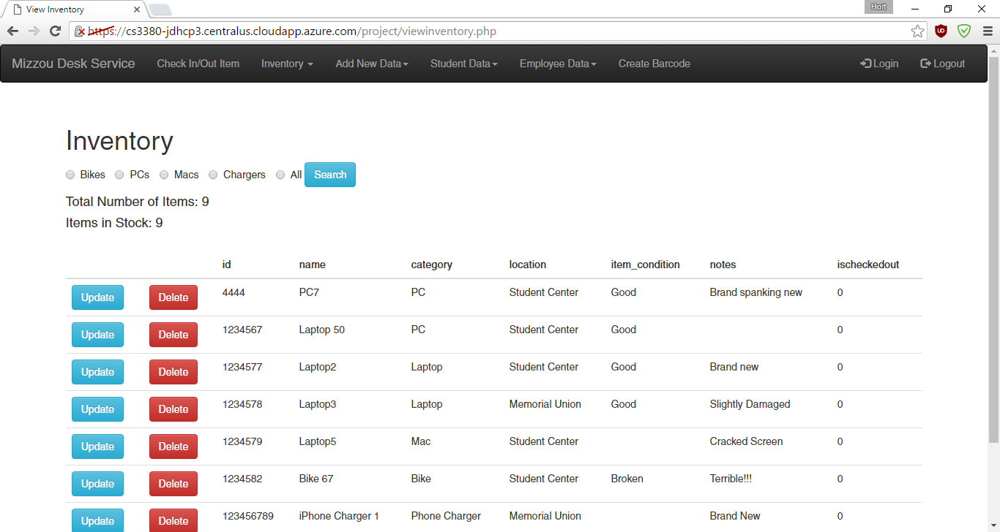 View Inventory
Holt
https://cs3380-jdhcp3.centralus.cloudapp.azure.com/project/viewinventory.php
Mizzou Desk Service Check In/Out Item Inventory Add New Data Student Data Employee Data Create Barcode Login Logout
Inventory
Bikes PCs Macs Chargers All Search
Total Number of Items: 9
Items in Stock: 9
id name category location item_condition notes ischeckedout
Update Delete 4444 PC7 PC Student Center Good Brand spanking new 0
Update Delete 1234567 Laptop 50 PC Student Center Good 0
Update Delete 1234577 Laptop2 Laptop Student Center Good Brand new 0
Update Delete 1234578 Laptop3 Laptop Memorial Union Good Slightly Damaged 0
Update Delete 1234579 Laptop5 Mac Student Center Cracked Screen 0
Update Delete 1234582 Bike 67 Bike Student Center Broken Terrible!!! 0
Update Delete 123456789 iPhone Charger 1 Phone Charger Memorial Union Brand New 0